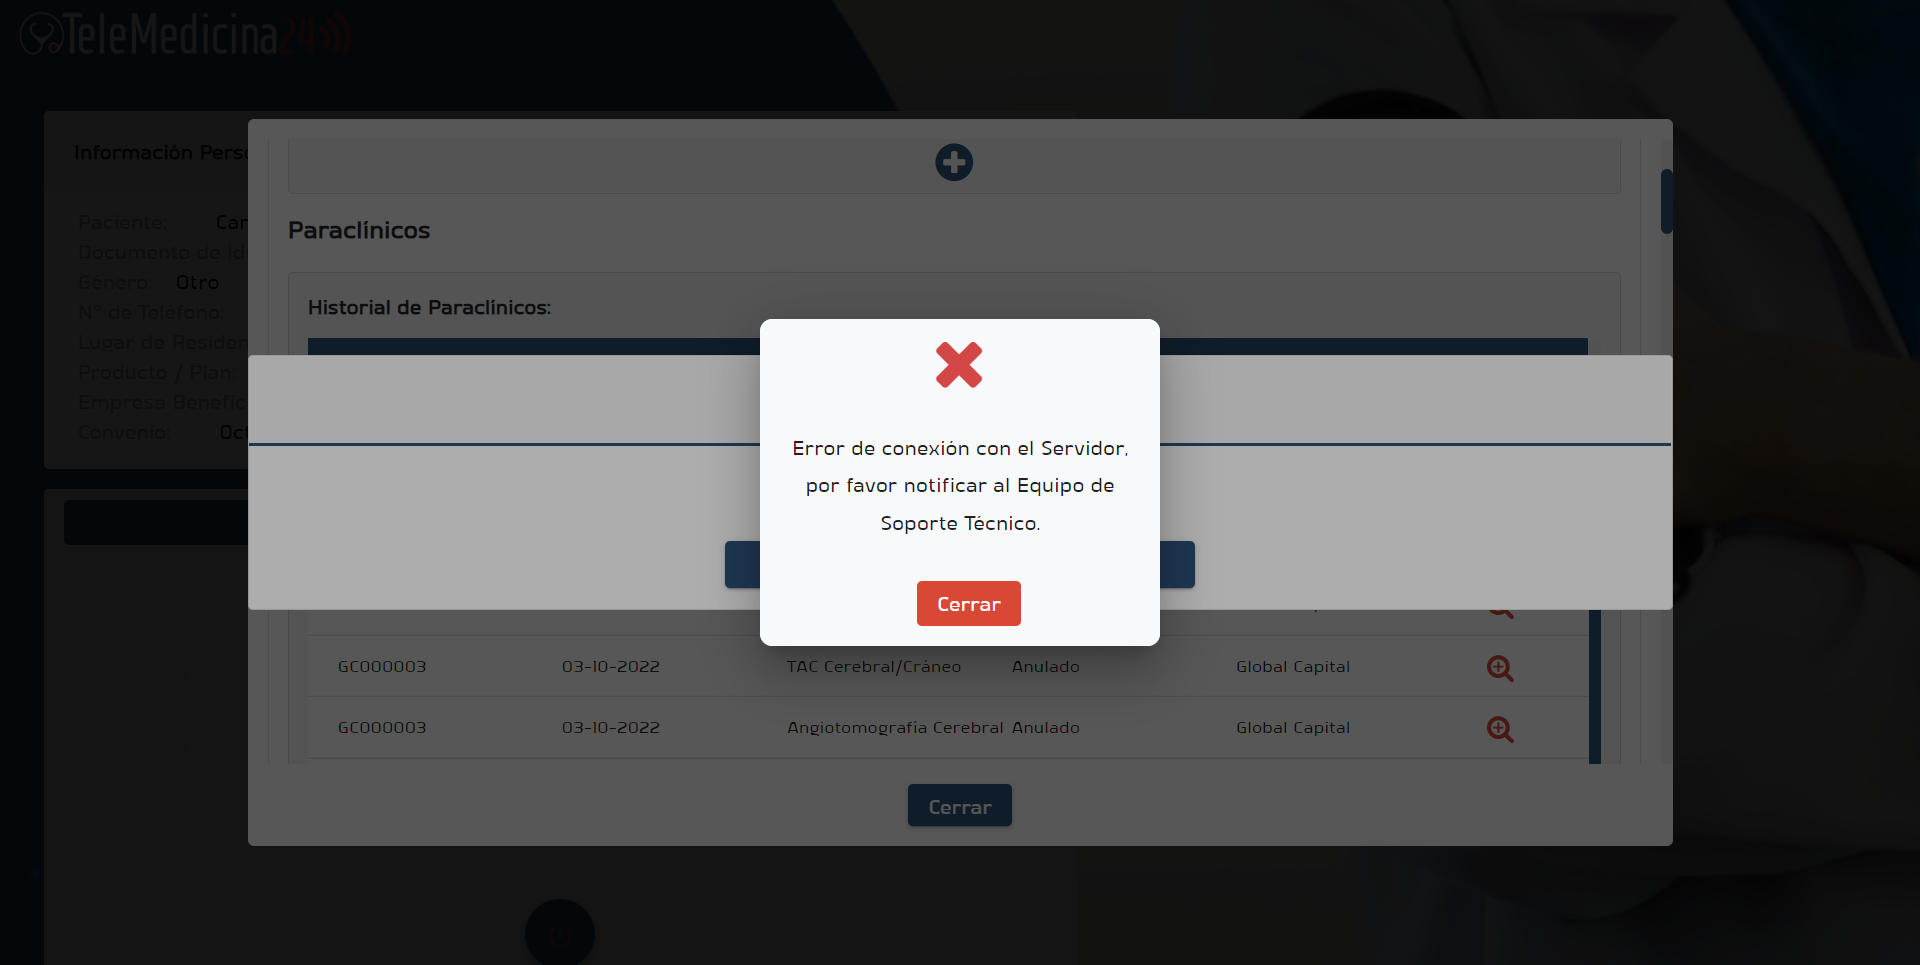 TeleMedicina24
Información Perso
Paciente: Car
Documento de Ide
Género: Otro
N° de Teléfono:
Lugar de Residen
Producto / Plan:
Empresa Benefic
Convenio: Oct
Paraclínicos
Historial de Paraclínicos:
Error de conexión con el Servidor,
por favor notificar al Equipo de
Soporte Técnico.
Cerrar
GC000003 03-10-2022 TAC Cerebral/Cráneo Anulado Global Capital
GC000003 03-10-2022 Angiotomografía Cerebral Anulado Global Capital
Cerrar